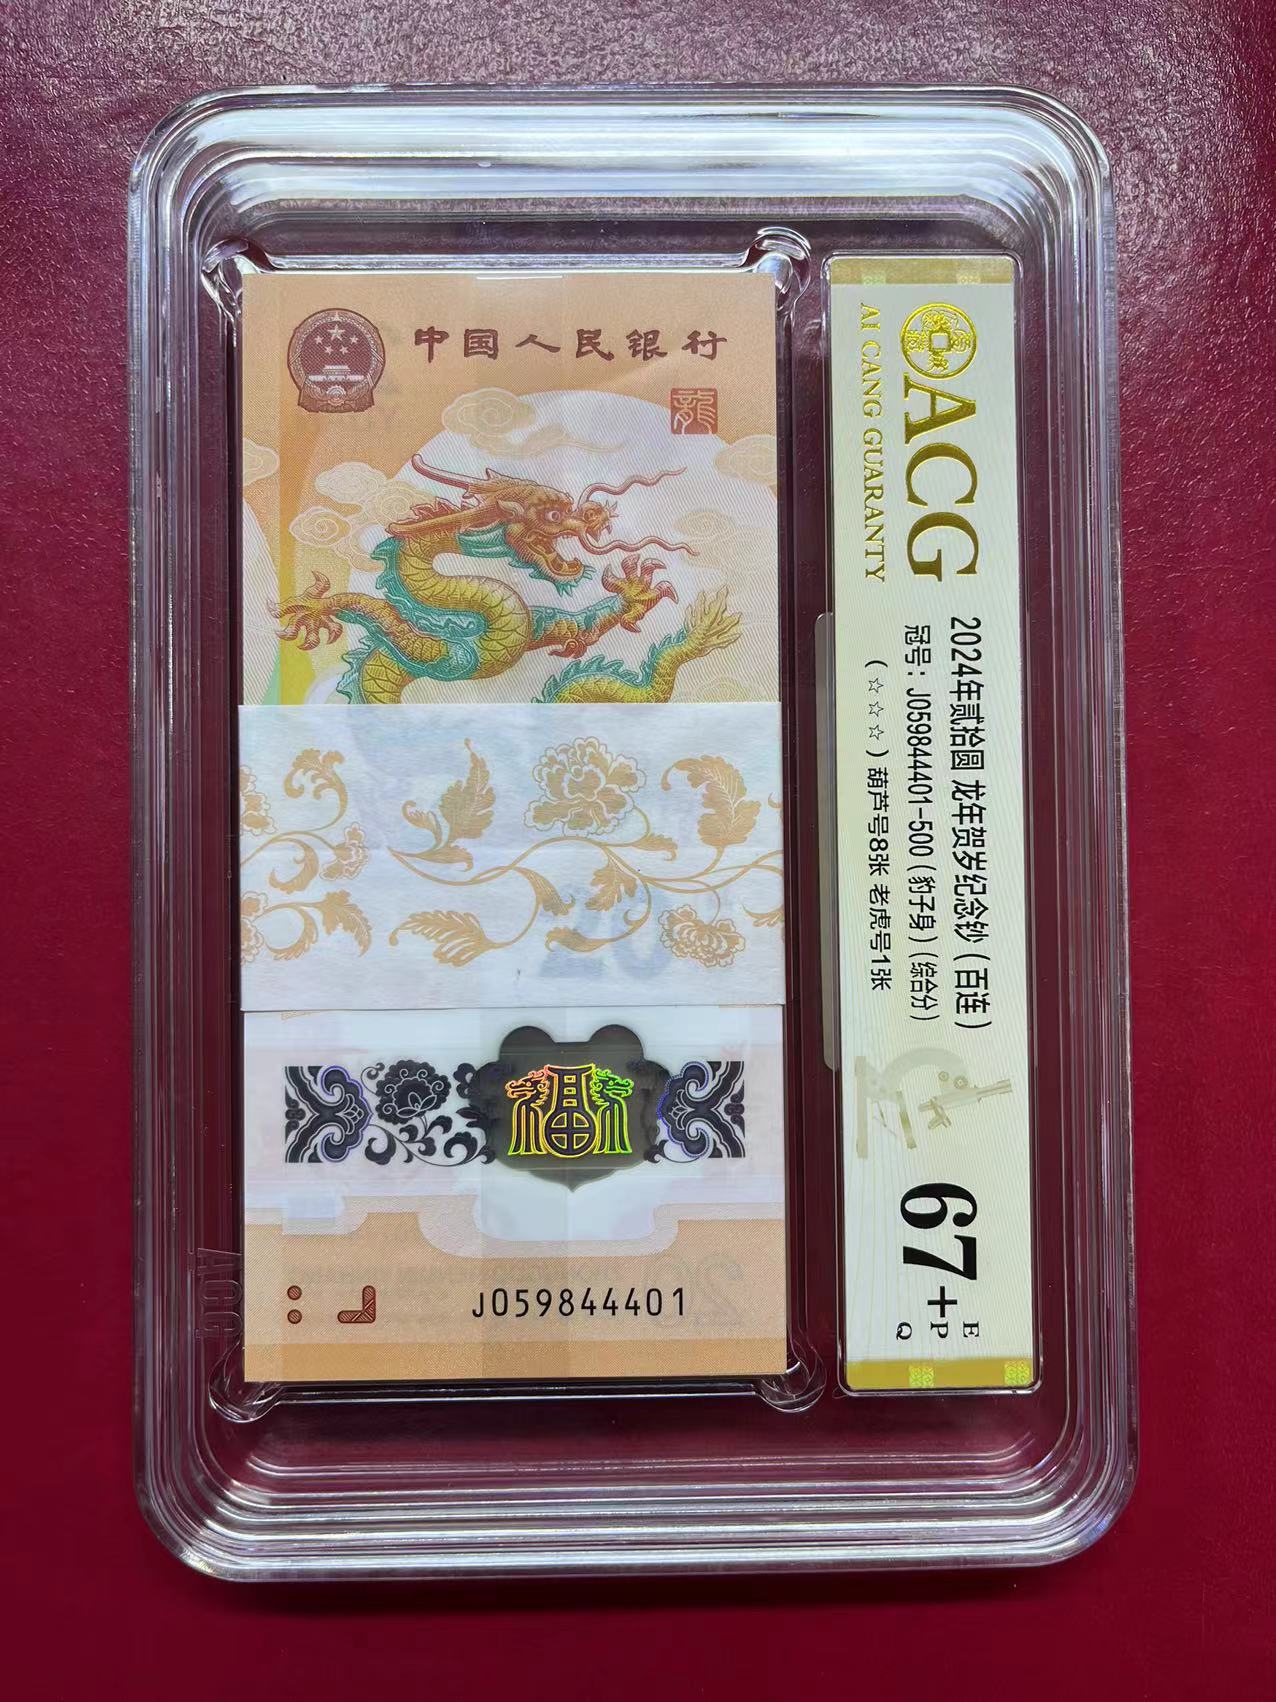 中国人民银行
龍
J059844401
ACG
AI CANG GUARANTY
2024年贰拾圆 龙年贺岁纪念钞（百连）
冠号：J059844401-500（豹子身）（综合分）
（☆☆☆）葫芦号8张 老虎号1张
67+
E
P
Q
ACG